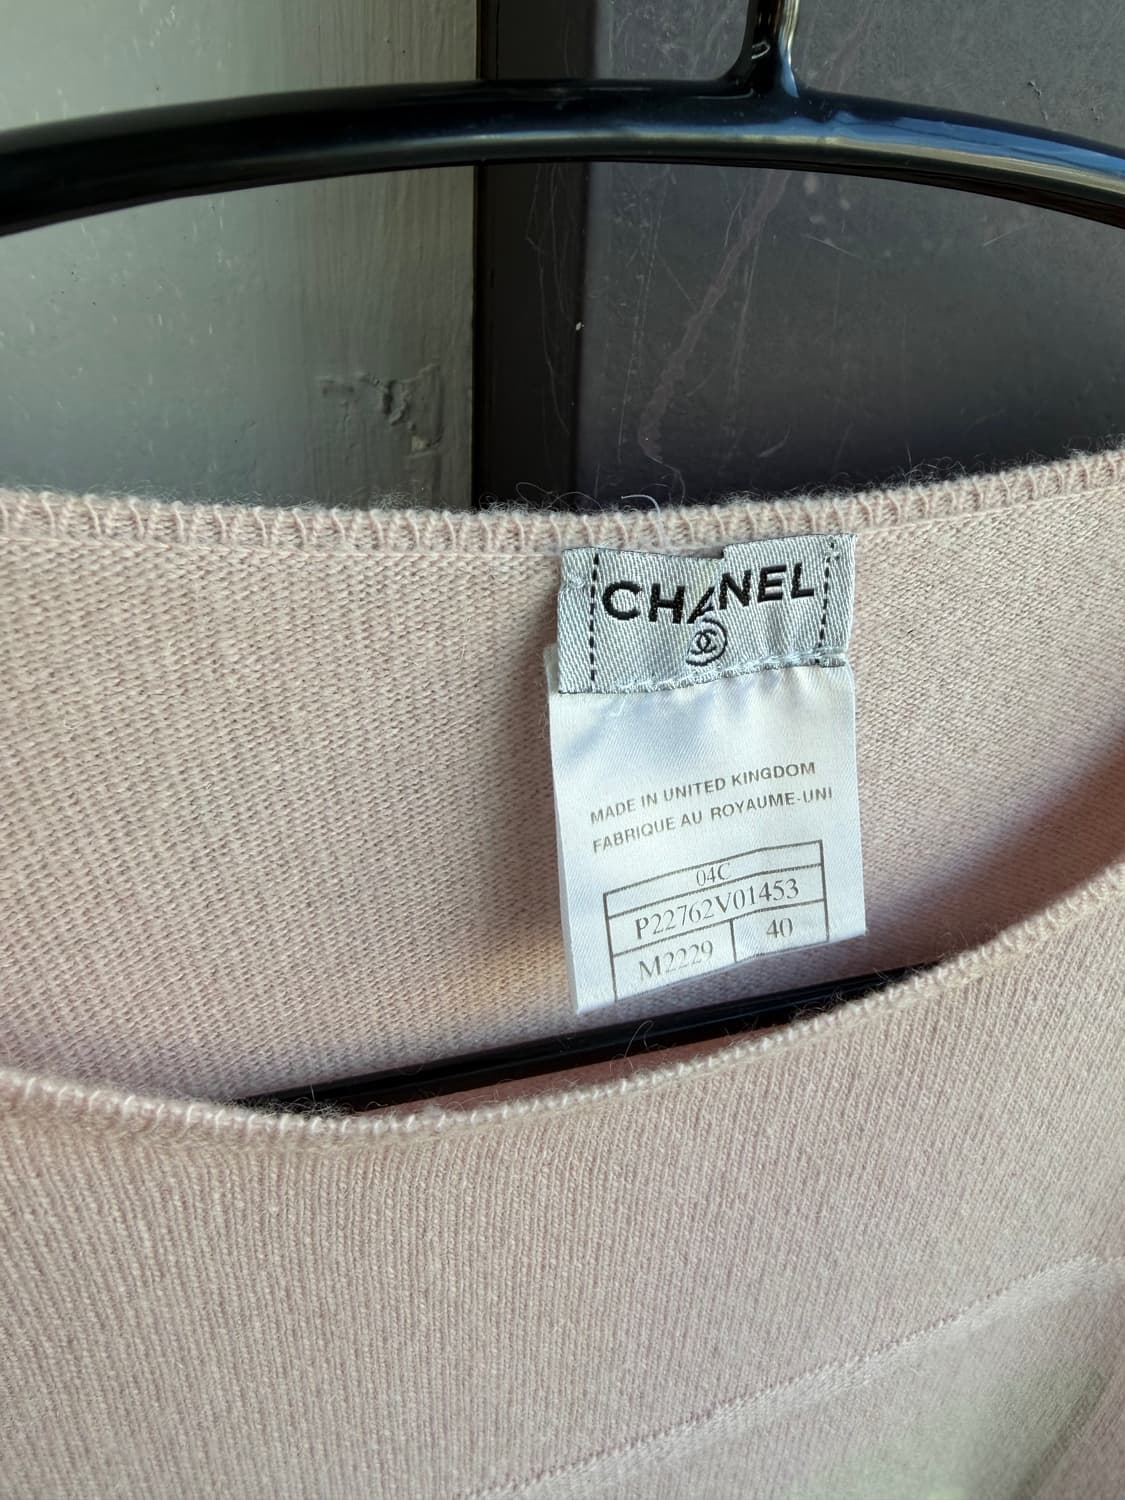 CHANEL
MADE IN UNITED KINGDOM
FABRIQUE AU ROYAUME-UNI
04C
P22762V01453
M2229 40